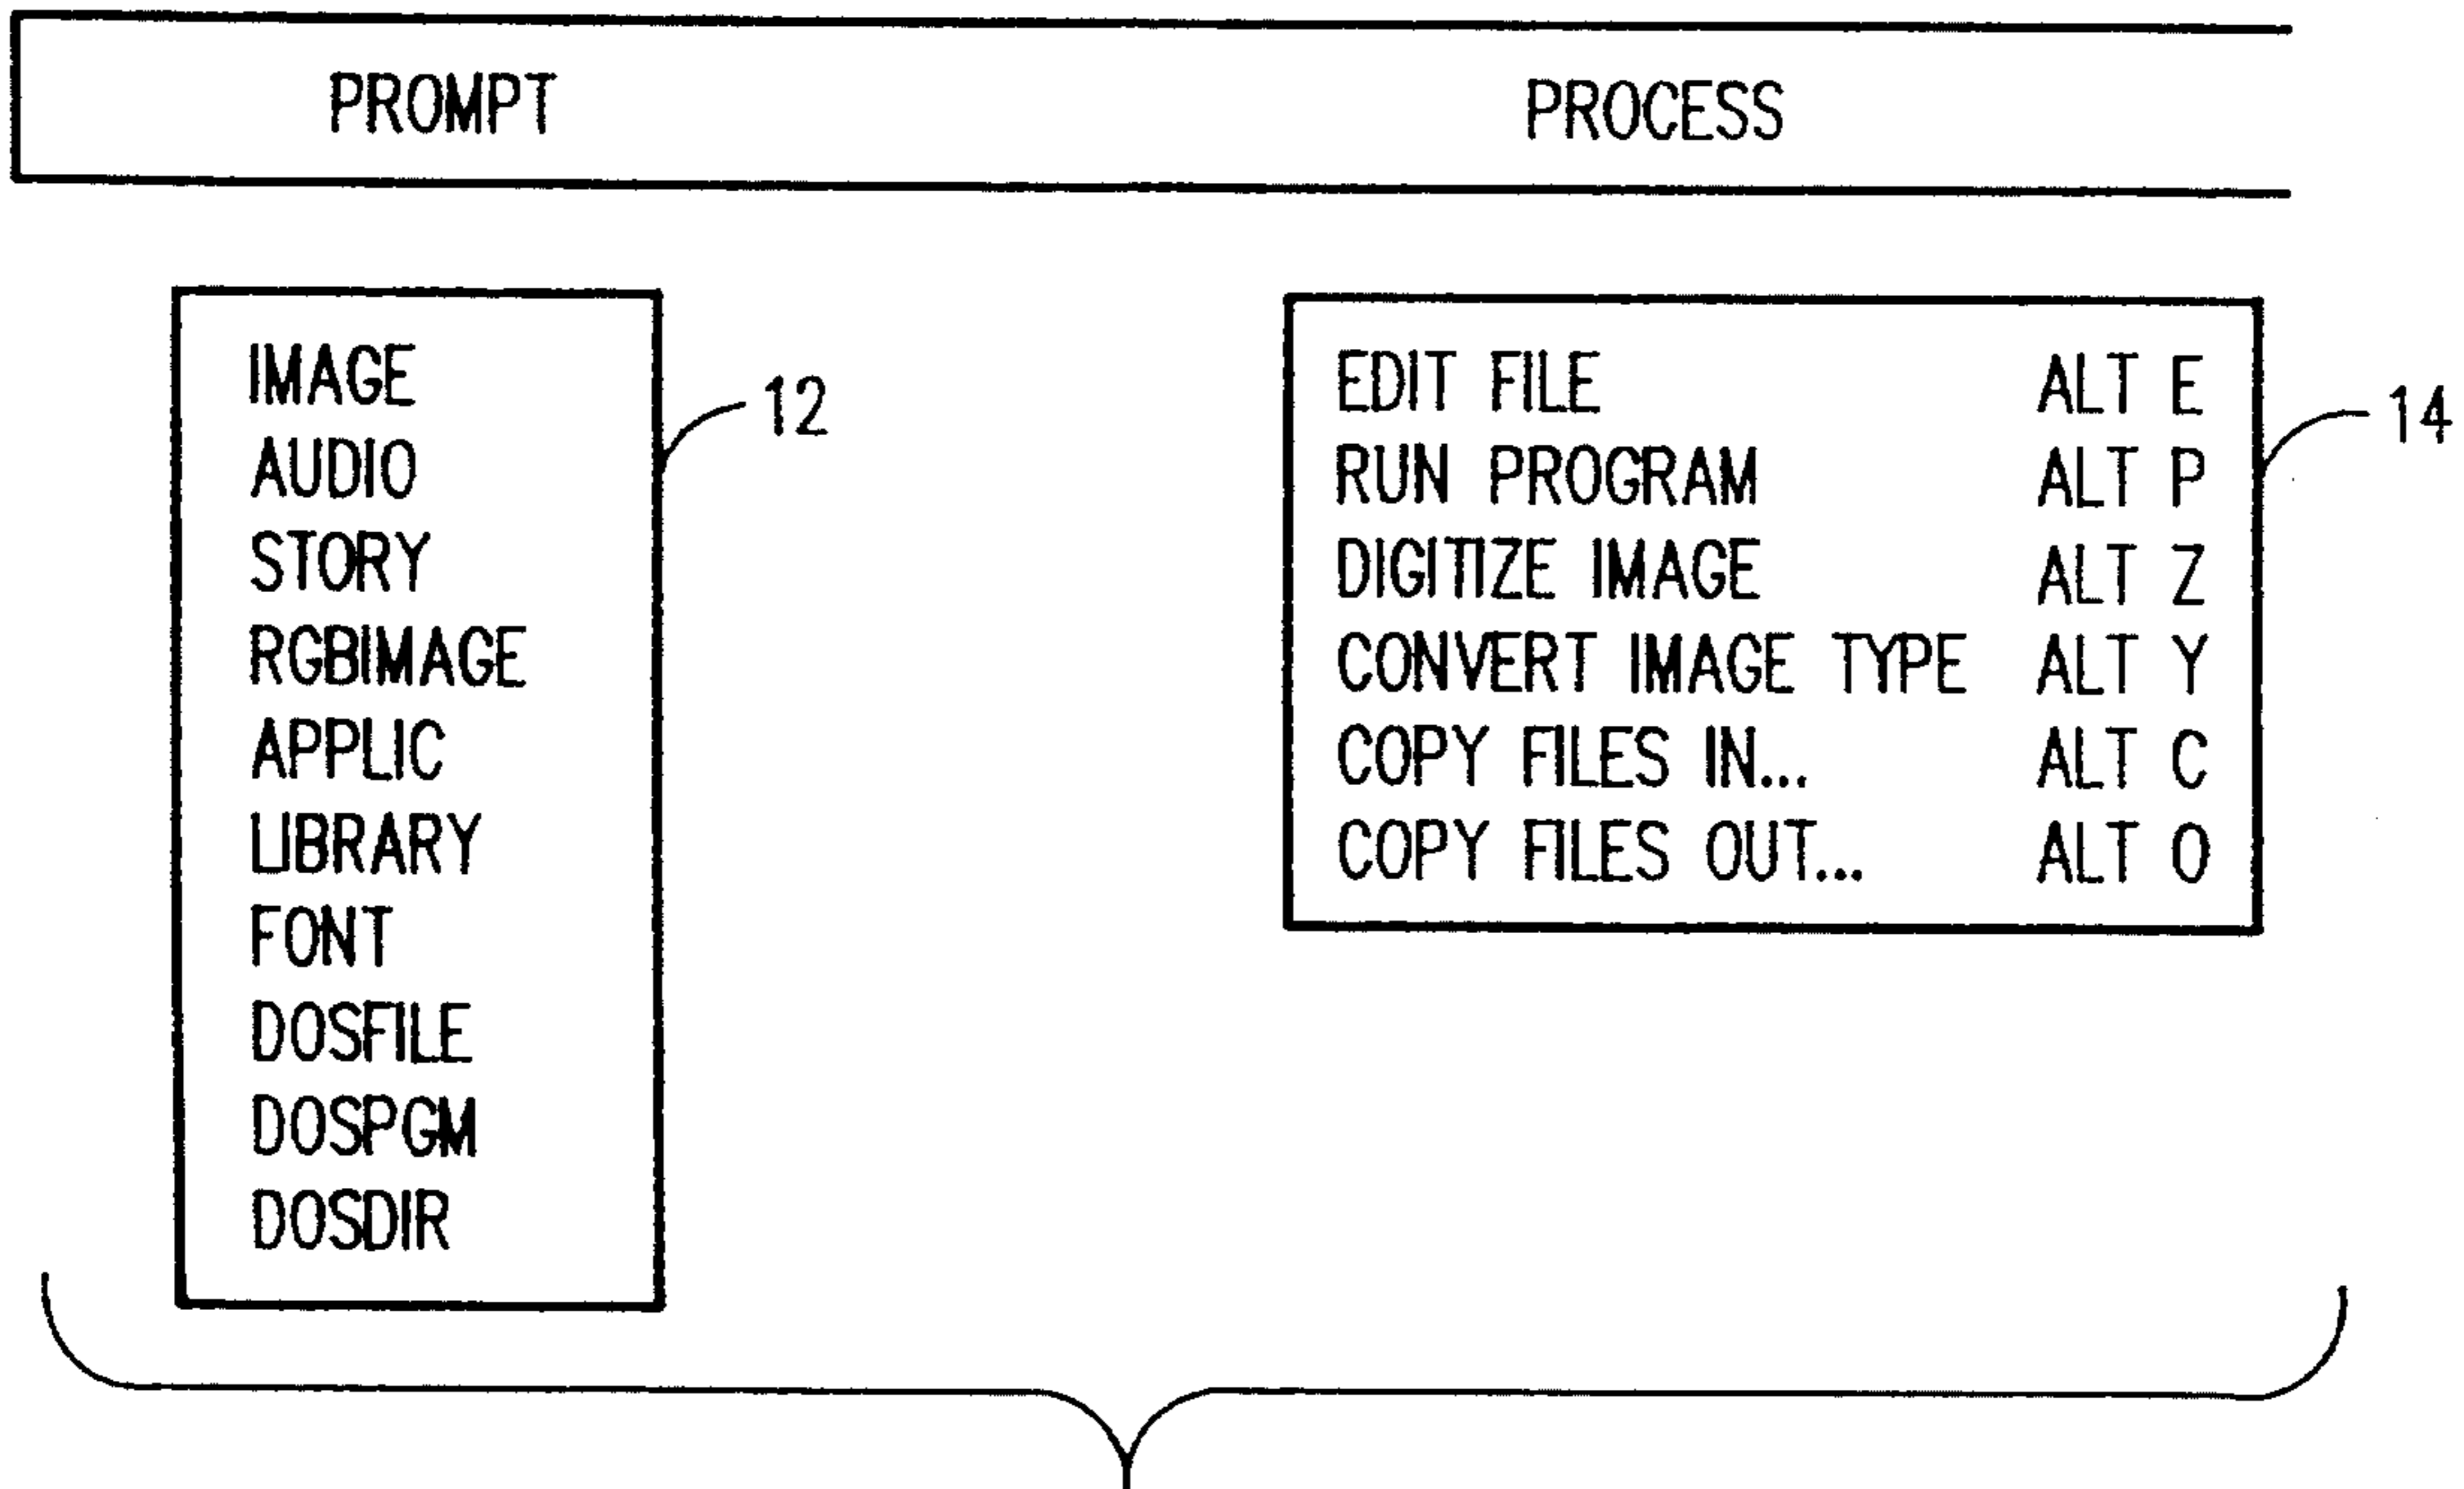 PROMPT PROCESS
IMAGE
AUDIO
STORY
RGBIMAGE
APPLIC
LIBRARY
FONT
DOSFILE
DOSPGM
DOSDIR
12
EDIT FILE ALT E
RUN PROGRAM ALT P
DIGITIZE IMAGE ALT Z
CONVERT IMAGE TYPE ALT Y
COPY FILES IN... ALT C
COPY FILES OUT... ALT O
14